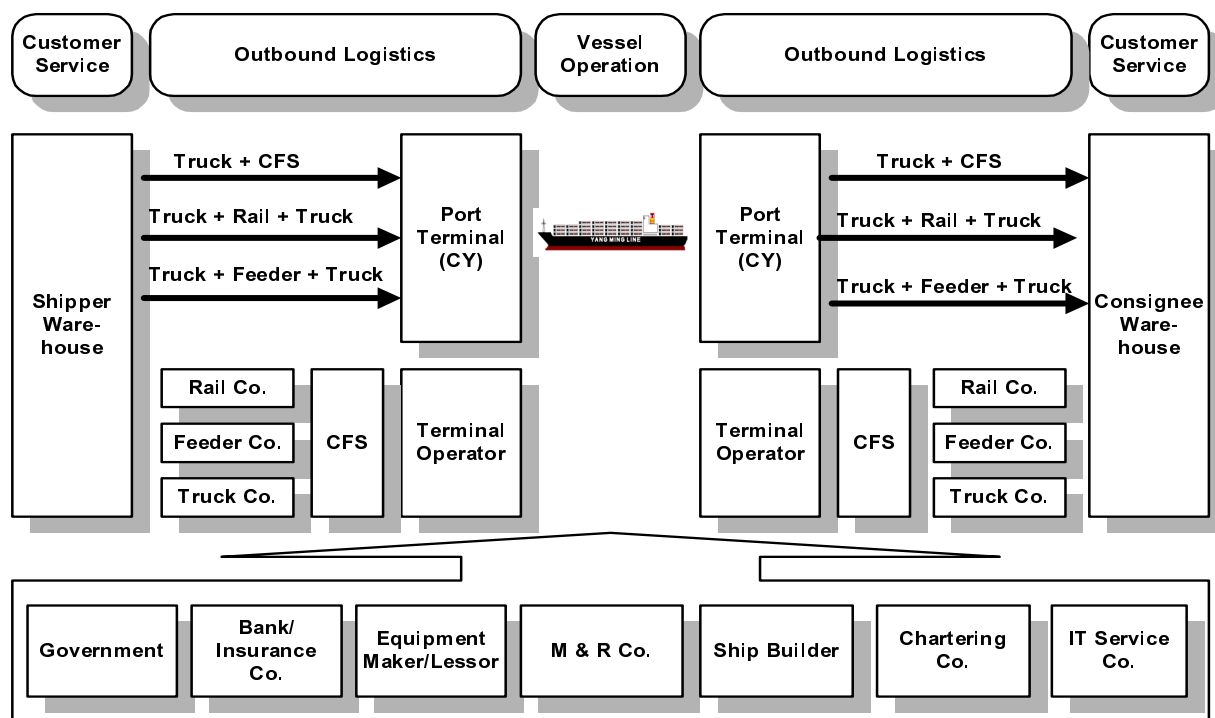 Customer
Service
Outbound Logistics
Vessel
Operation
Outbound Logistics
Customer
Service
Shipper
Ware-
house
Truck + CFS
Truck + Rail + Truck
Truck + Feeder + Truck
Port
Terminal
(CY)
YANG MING LINE
Port
Terminal
(CY)
Truck + CFS
Truck + Rail + Truck
Truck + Feeder + Truck
Consignee
Ware-
house
Rail Co.
Feeder Co.
Truck Co.
CFS
Terminal
Operator
Terminal
Operator
CFS
Rail Co.
Feeder Co.
Truck Co.
Government
Bank/
Insurance
Co.
Equipment
Maker/Lessor
M & R Co.
Ship Builder
Chartering
Co.
IT Service
Co.